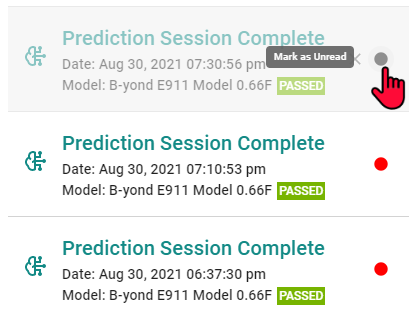 Prediction Session Complete
Mark as Unread
Date: Aug 30, 2021 07:30:56 pm
Model: B-yond E911 Model 0.66F PASSED
Prediction Session Complete
Date: Aug 30, 2021 07:10:53 pm
Model: B-yond E911 Model 0.66F PASSED
Prediction Session Complete
Date: Aug 30, 2021 06:37:30 pm
Model: B-yond E911 Model 0.66F PASSED